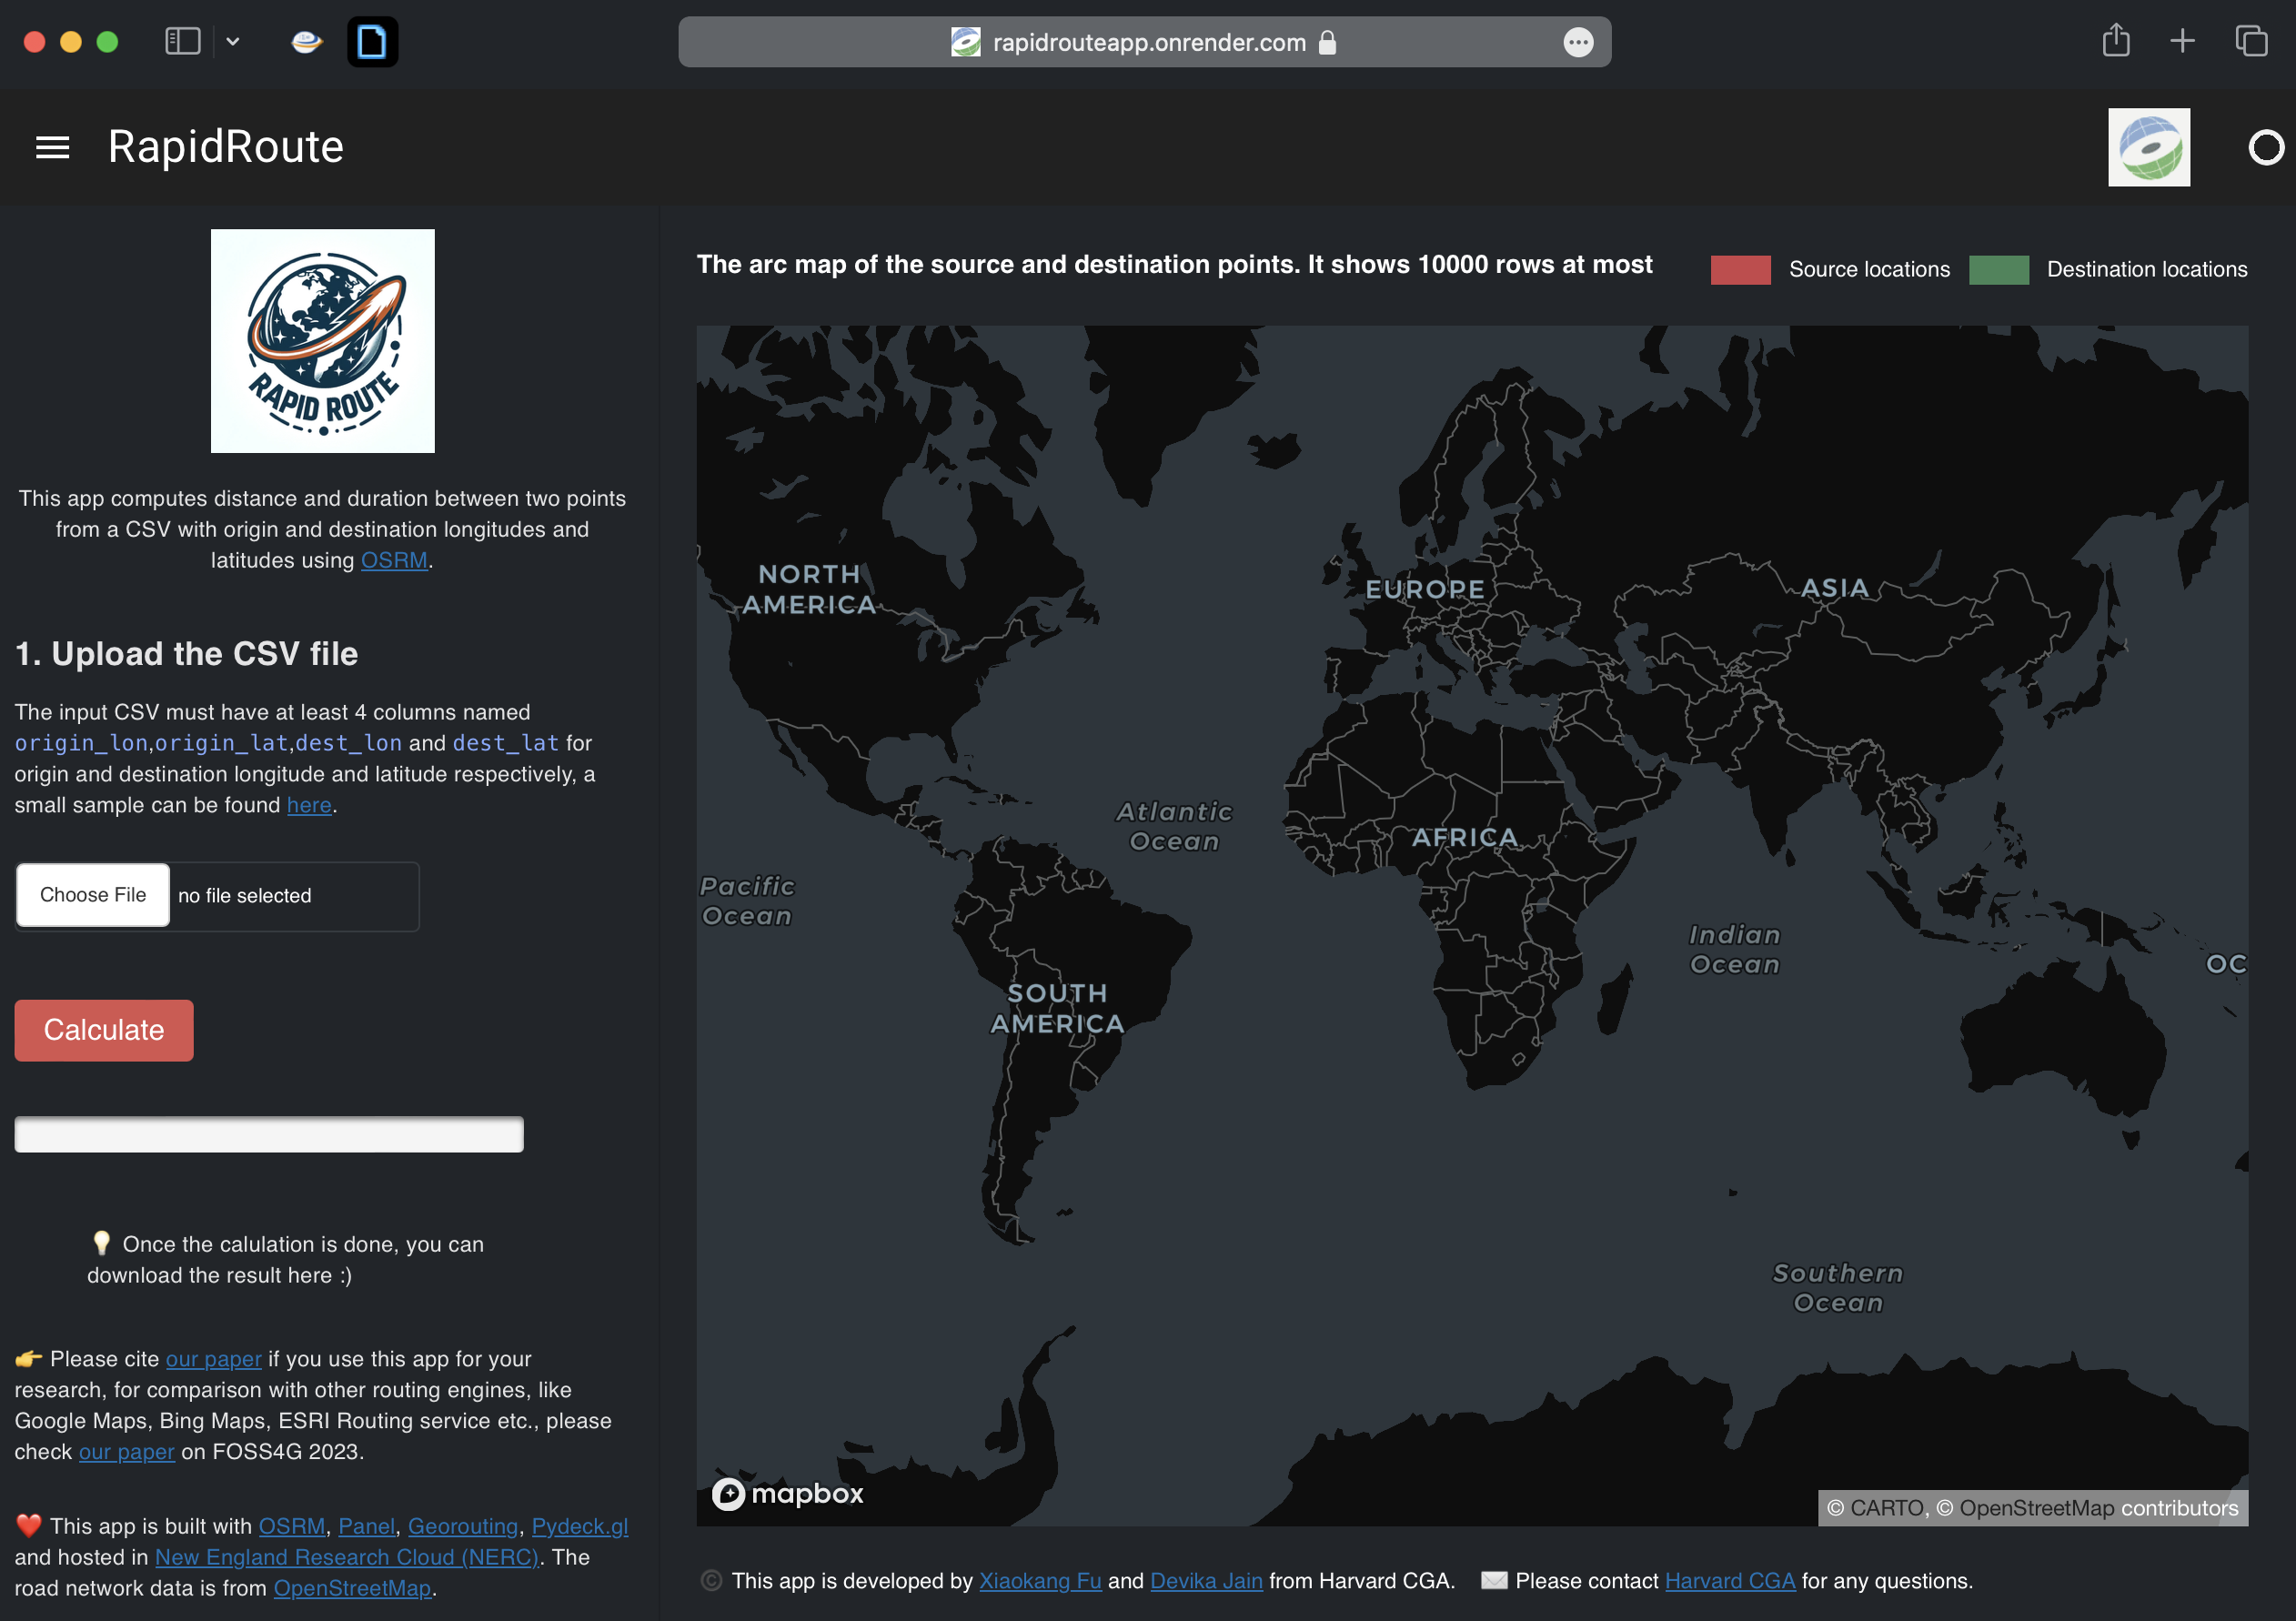 rapidrouteapp.onrender.com
RapidRoute
RAPID ROUTE
This app computes distance and duration between two points
from a CSV with origin and destination longitudes and
latitudes using OSRM.
1. Upload the CSV file
The input CSV must have at least 4 columns named
origin_lon,origin_lat,dest_lon and dest_lat for
origin and destination longitude and latitude respectively, a
small sample can be found here.
Choose File no file selected
Calculate
💡 Once the calulation is done, you can
download the result here :)
👉 Please cite our paper if you use this app for your
research, for comparison with other routing engines, like
Google Maps, Bing Maps, ESRI Routing service etc., please
check our paper on FOSS4G 2023.
❤️ This app is built with OSRM, Panel, Georouting, Pydeck.gl
and hosted in New England Research Cloud (NERC). The
road network data is from OpenStreetMap.
The arc map of the source and destination points. It shows 10000 rows at most
Source locations
Destination locations
NORTH
AMERICA
EUROPE
ASIA
Atlantic
Ocean
AFRICA
Pacific
Ocean
Indian
Ocean
OC
SOUTH
AMERICA
Southern
Ocean
mapbox
© CARTO, © OpenStreetMap contributors
© This app is developed by Xiaokang Fu and Devika Jain from Harvard CGA. ✉️ Please contact Harvard CGA for any questions.